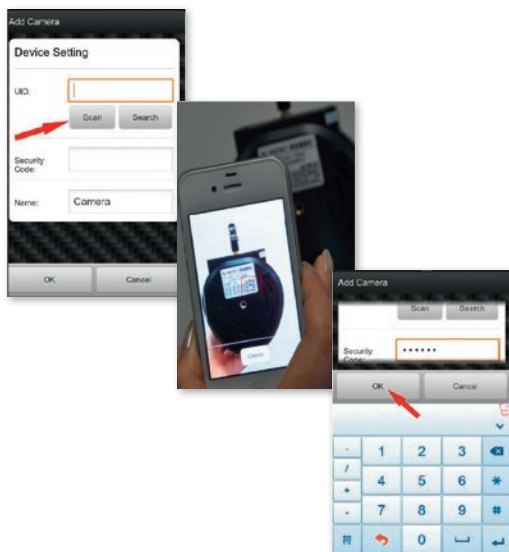 Add Camera
Device Setting
UID:
Scan Search
Security
Code:
Name: Camera
OK Cancel
Cancel
Add Camera
Scan Search
Security
Code:
••••••
OK Cancel
. 1 2 3
/ 4 5 6 *
+
- 7 8 9 #
符 0